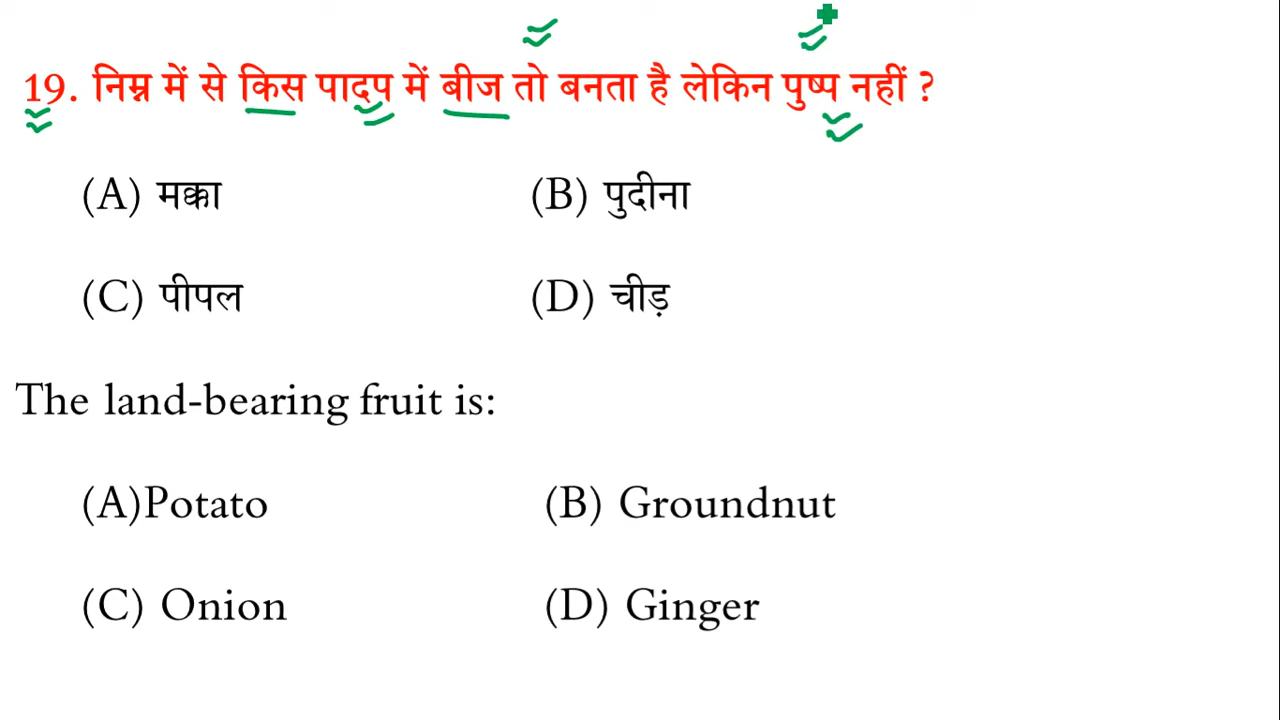 19. निम्न में से किस पादप में बीज तो बनता है लेकिन पुष्प नहीं ?
(A) मक्का (B) पुदीना
(C) पीपल (D) चीड़
The land-bearing fruit is:
(A)Potato (B) Groundnut
(C) Onion (D) Ginger